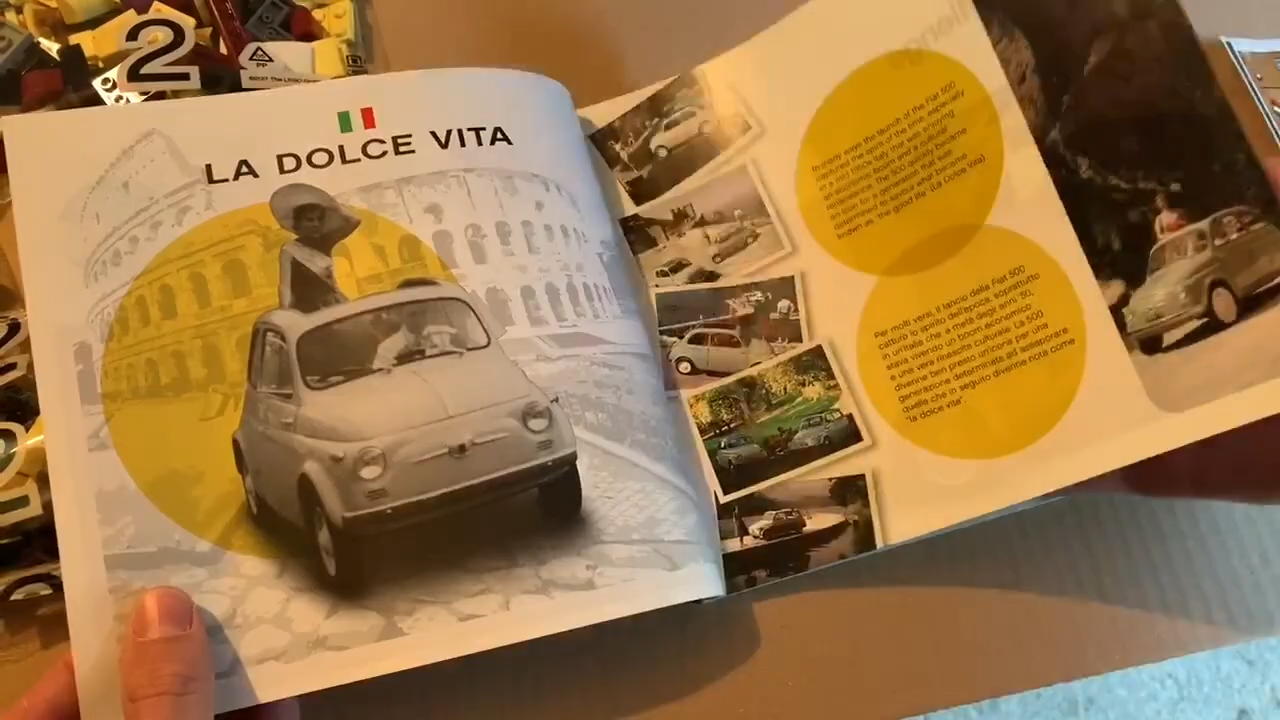 2
05
PP
LA DOLCE VITA
In many ways the launch of the Fiat 500
captured the spirit of the time, especially
in a mid 1950s Italy that was enjoying
an economic boom and a cultural
renaissance. The 500 quickly became
an icon for a generation that was
determined to savour what became
known as 'the good life' (La Dolce Vita)
Per molti versi, il lancio della Fiat 500
catturò lo spirito dell'epoca, soprattutto
in un'Italia che, a metà degli anni '50,
stava vivendo un boom economico
e una vera rinascita culturale. La 500
divenne ben presto un'icona per una
generazione determinata ad assaporare
quella che in seguito divenne nota come
"la dolce vita".